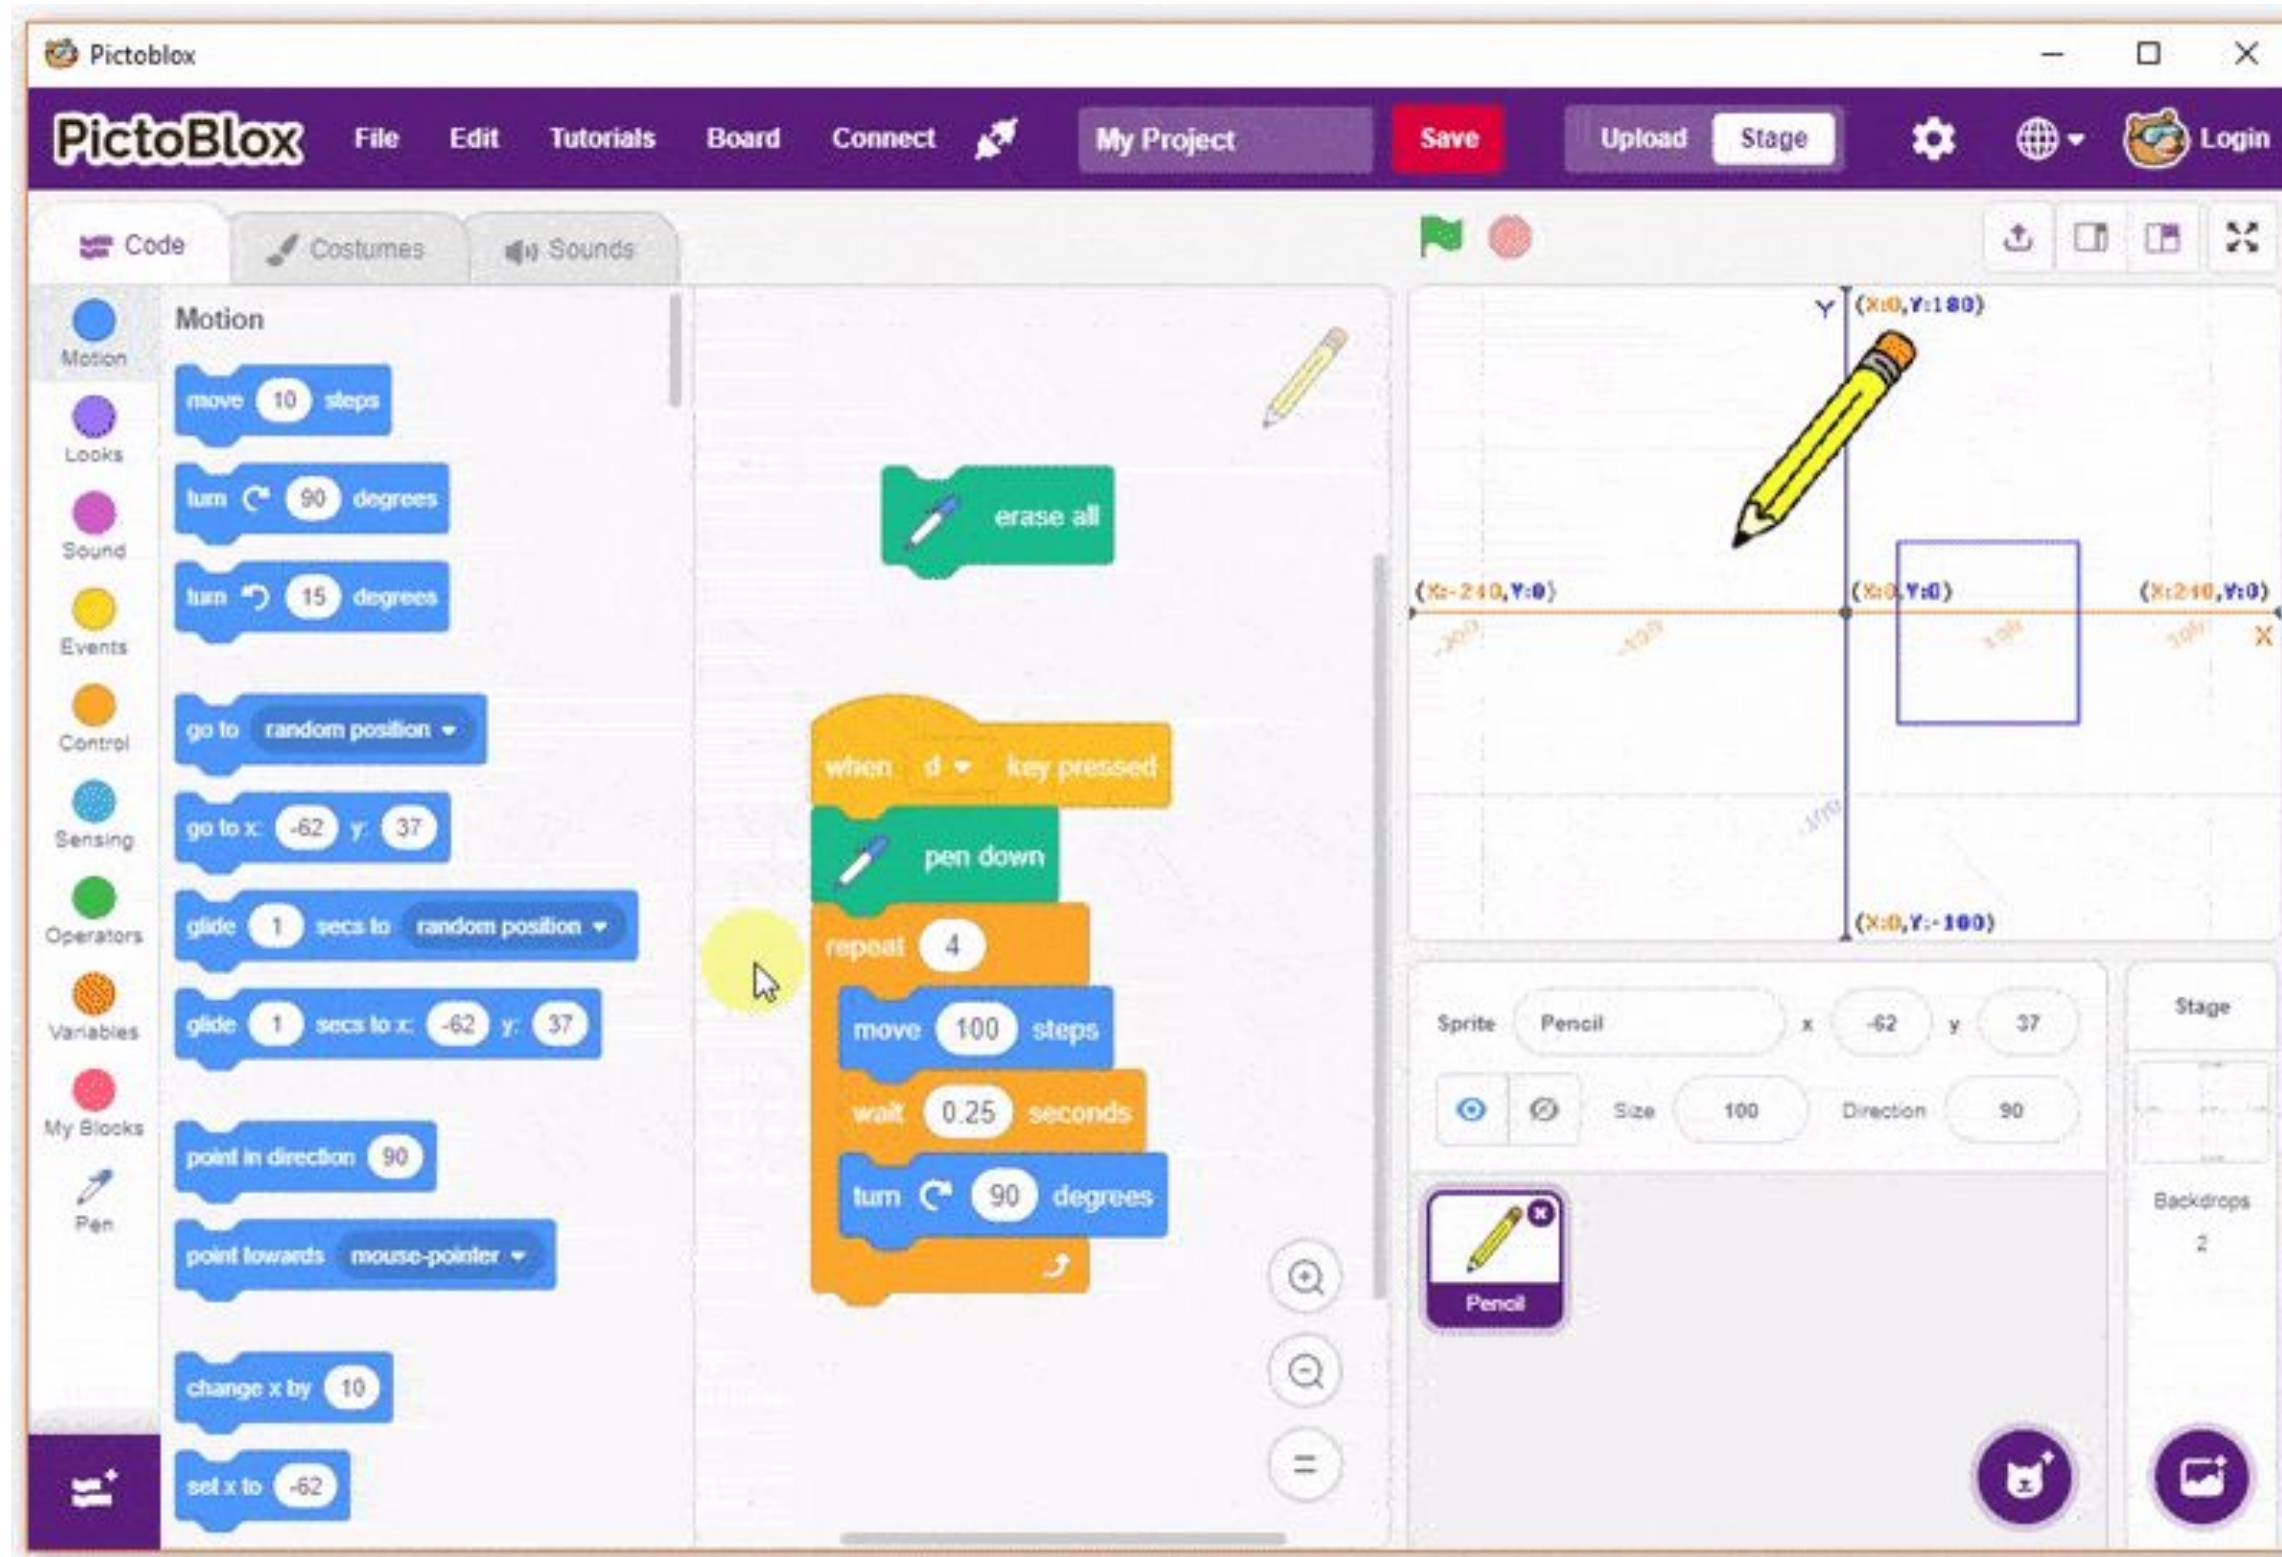 Pictoblox
PictoBlox File Edit Tutorials Board Connect My Project Save Upload Stage Login
Code Costumes Sounds
Motion
Looks
Sound
Events
Control
Sensing
Operators
Variables
My Blocks
Pen
Motion
move 10 steps
turn 90 degrees
turn 15 degrees
go to random position
go to x: -62 y: 37
glide 1 secs to random position
glide 1 secs to x: -62 y: 37
point in direction 90
point towards mouse-pointer
change x by 10
set x to -62
erase all
when d key pressed
pen down
repeat 4
move 100 steps
wait 0.25 seconds
turn 90 degrees
Y (X:0,Y:180)
(X:-240,Y:0) (X:0,Y:0) (X:240,Y:0)
-200 -100 100 200 X
-100
(X:0,Y:-180)
Sprite Pencil x -62 y 37
Size 100 Direction 90
Pencil
Stage
Backdrops
2